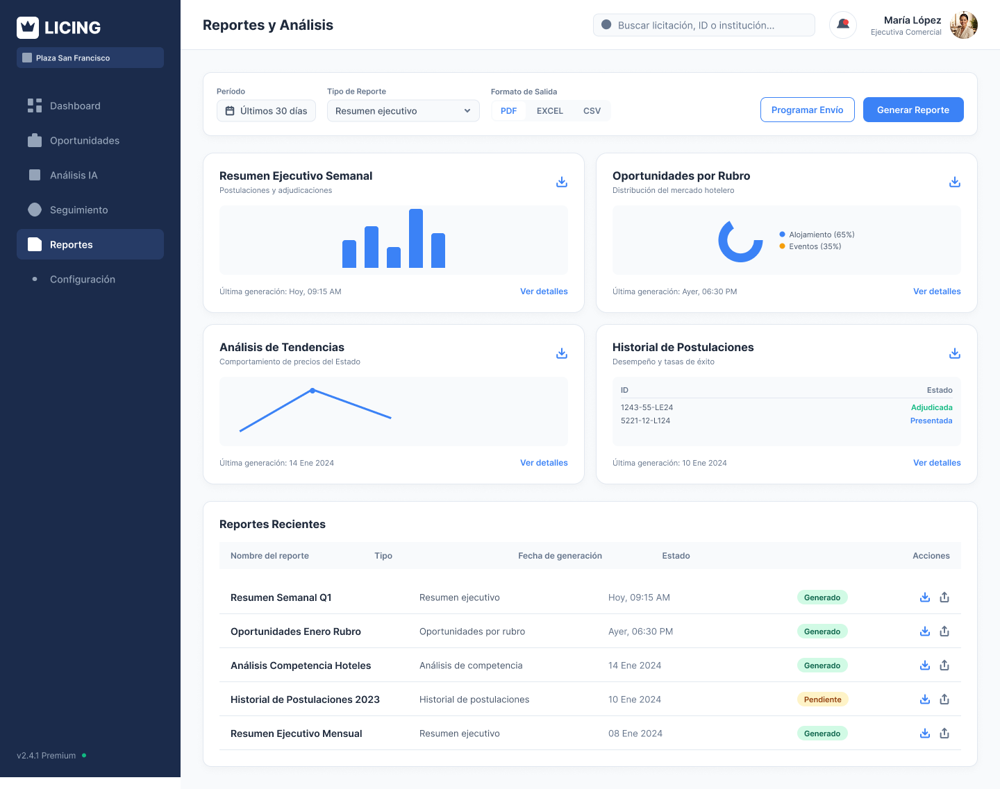 LICING
Plaza San Francisco
Dashboard
Oportunidades
Análisis IA
Seguimiento
Reportes
Configuración
v2.4.1 Premium
Reportes y Análisis
Buscar licitación, ID o institución...
María López
Ejecutiva Comercial
Período
Últimos 30 días
Tipo de Reporte
Resumen ejecutivo
Formato de Salida
PDF EXCEL CSV
Programar Envío
Generar Reporte
Resumen Ejecutivo Semanal
Postulaciones y adjudicaciones
Última generación: Hoy, 09:15 AM
Ver detalles
Oportunidades por Rubro
Distribución del mercado hotelero
Alojamiento (65%)
Eventos (35%)
Última generación: Ayer, 06:30 PM
Ver detalles
Análisis de Tendencias
Comportamiento de precios del Estado
Última generación: 14 Ene 2024
Ver detalles
Historial de Postulaciones
Desempeño y tasas de éxito
ID Estado
1243-55-LE24 Adjudicada
5221-12-L124 Presentada
Última generación: 10 Ene 2024
Ver detalles
Reportes Recientes
Nombre del reporte Tipo Fecha de generación Estado Acciones
Resumen Semanal Q1 Resumen ejecutivo Hoy, 09:15 AM Generado
Oportunidades Enero Rubro Oportunidades por rubro Ayer, 06:30 PM Generado
Análisis Competencia Hoteles Análisis de competencia 14 Ene 2024 Generado
Historial de Postulaciones 2023 Historial de postulaciones 10 Ene 2024 Pendiente
Resumen Ejecutivo Mensual Resumen ejecutivo 08 Ene 2024 Generado